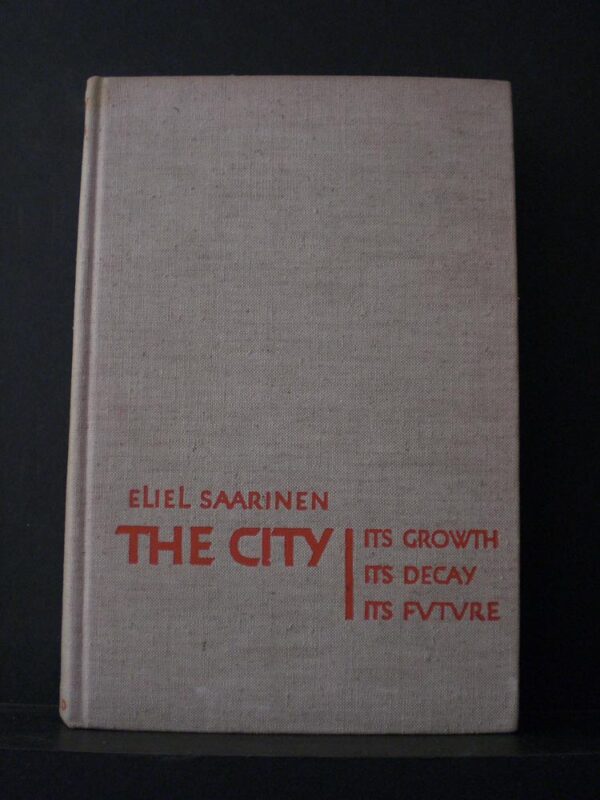 ELIEL SAARINEN
THE CITY
ITS GROWTH
ITS DECAY
ITS FVTVRE